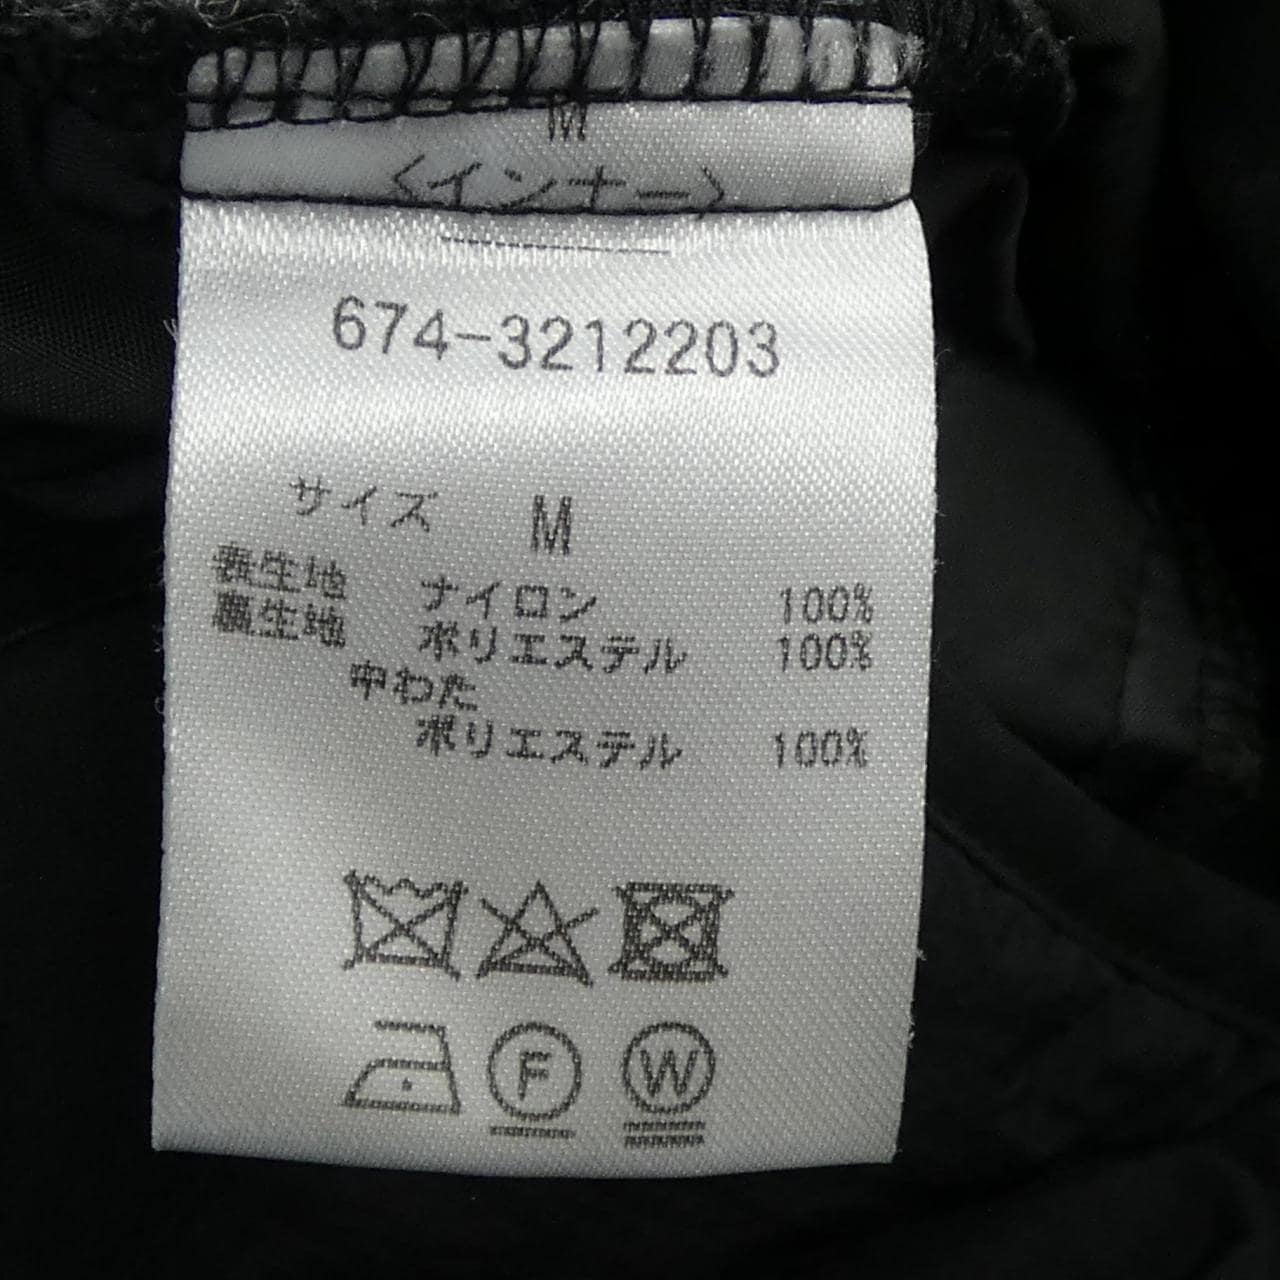 M
<インナー>
674-3212203
サイズ M
表生地 ナイロン 100%
裏生地 ポリエステル 100%
中わた
ポリエステル 100%
F W